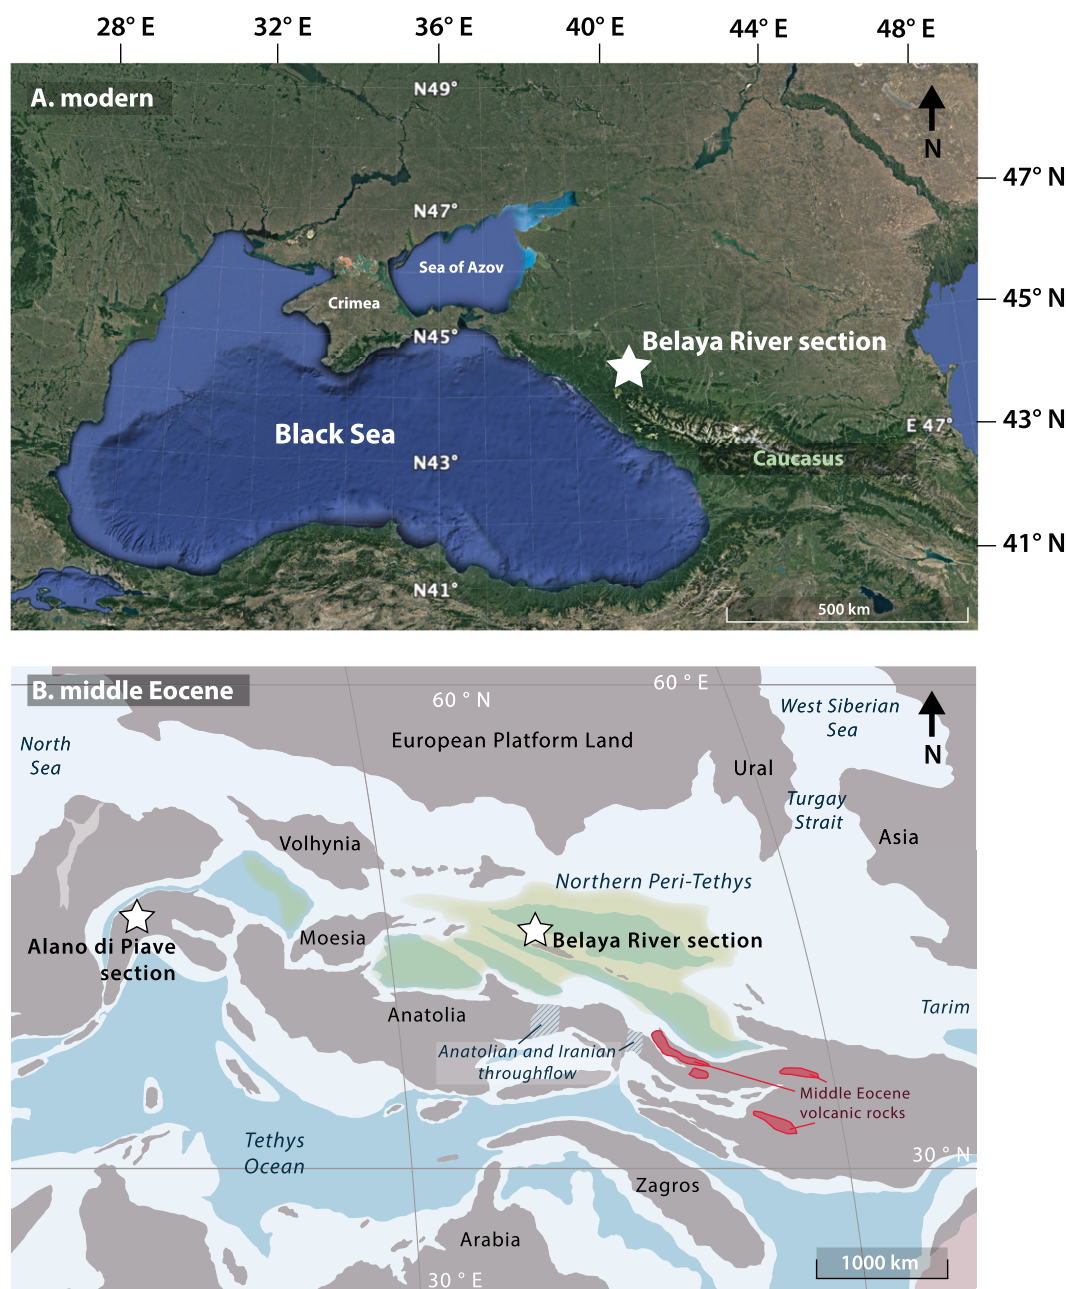 28° E 32° E 36° E 40° E 44° E 48° E
A. modern
N49°
N
47° N
N47°
Sea of Azov
Crimea
45° N
N45°
Belaya River section
43° N
E 47°
Black Sea
N43°
Caucasus
41° N
N41°
500 km
B. middle Eocene
60 ° N
60 ° E
West Siberian
Sea
N
North
Sea
European Platform Land
Ural
Turgay
Strait
Asia
Volhynia
Northern Peri-Tethys
Alano di Piave
section
Moesia
Belaya River section
Anatolia
Tarim
Anatolian and Iranian
throughflow
Middle Eocene
volcanic rocks
Tethys
Ocean
30 ° N
Zagros
Arabia
30 ° E
1000 km